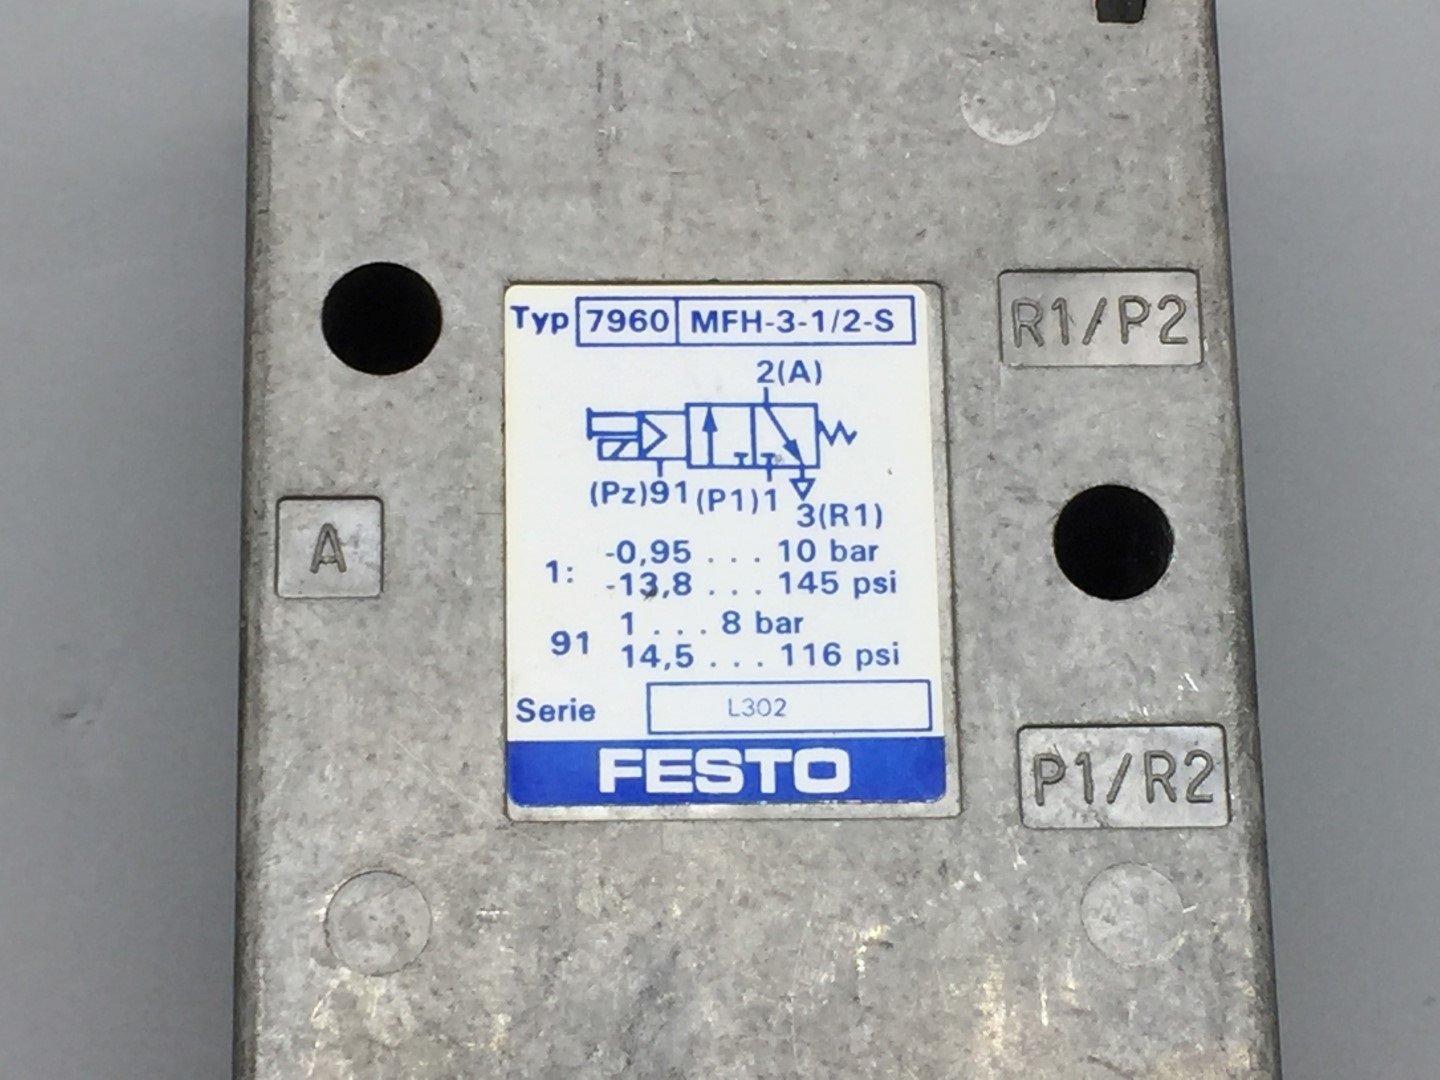 Typ 7960 MFH-3-1/2-S
R1/P2
2(A)
(Pz)91 (P1)1
3(R1)
A
1: -0,95 ... 10 bar
-13,8 ... 145 psi
91 1 ... 8 bar
14,5 ... 116 psi
Serie L302
FESTO
P1/R2